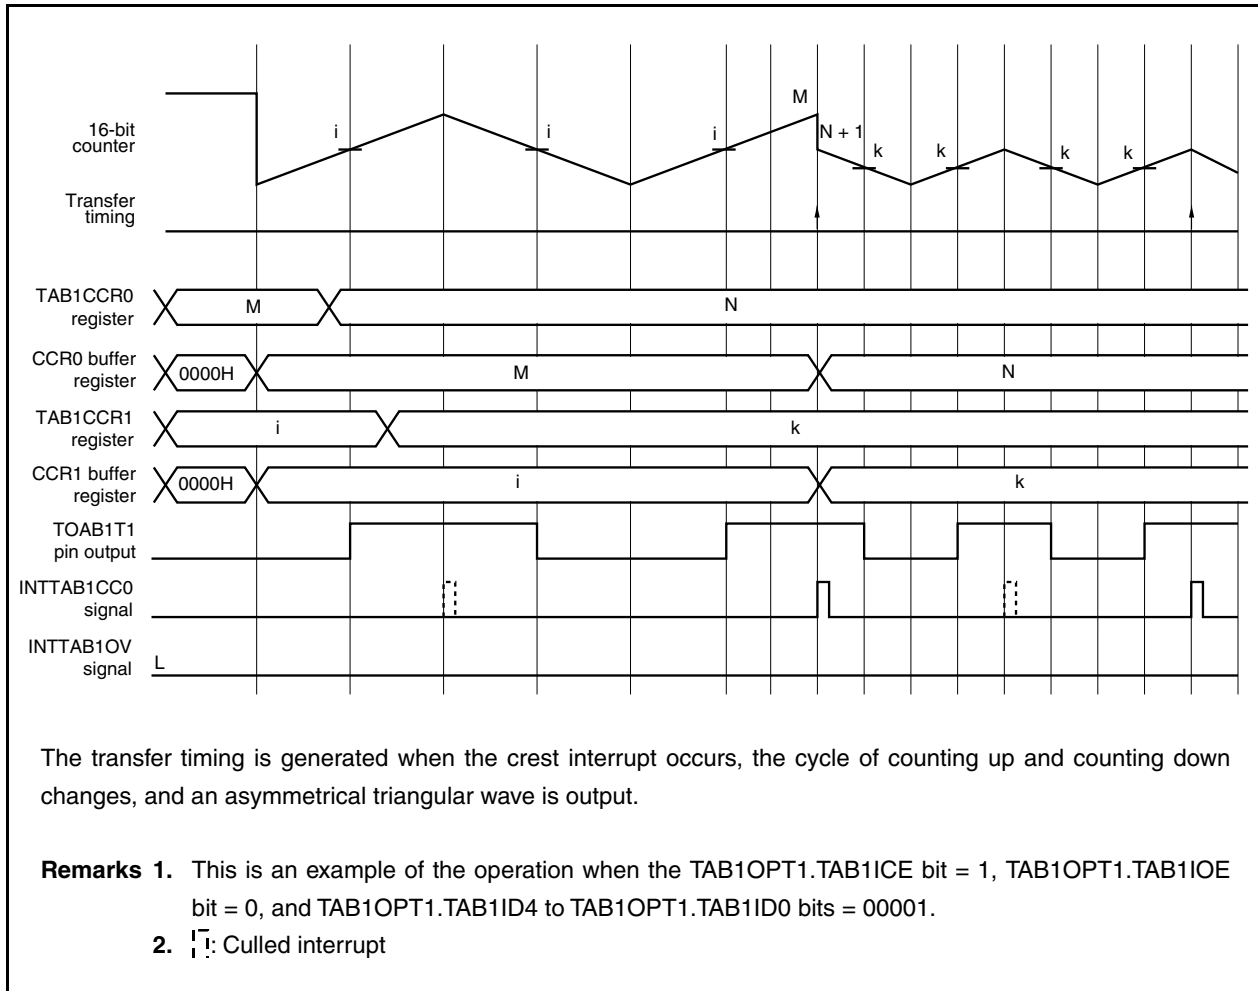 M
16-bit
counter
i
i
i
N + 1
k
k
k
k
Transfer
timing
TAB1CCR0
register
M
N
CCR0 buffer
register
0000H
M
N
TAB1CCR1
register
i
k
CCR1 buffer
register
0000H
i
k
TOAB1T1
pin output
INTTAB1CC0
signal
INTTAB1OV
signal
L
The transfer timing is generated when the crest interrupt occurs, the cycle of counting up and counting down
changes, and an asymmetrical triangular wave is output.
Remarks 1. This is an example of the operation when the TAB1OPT1.TAB1ICE bit = 1, TAB1OPT1.TAB1IOE
bit = 0, and TAB1OPT1.TAB1ID4 to TAB1OPT1.TAB1ID0 bits = 00001.
2. : Culled interrupt